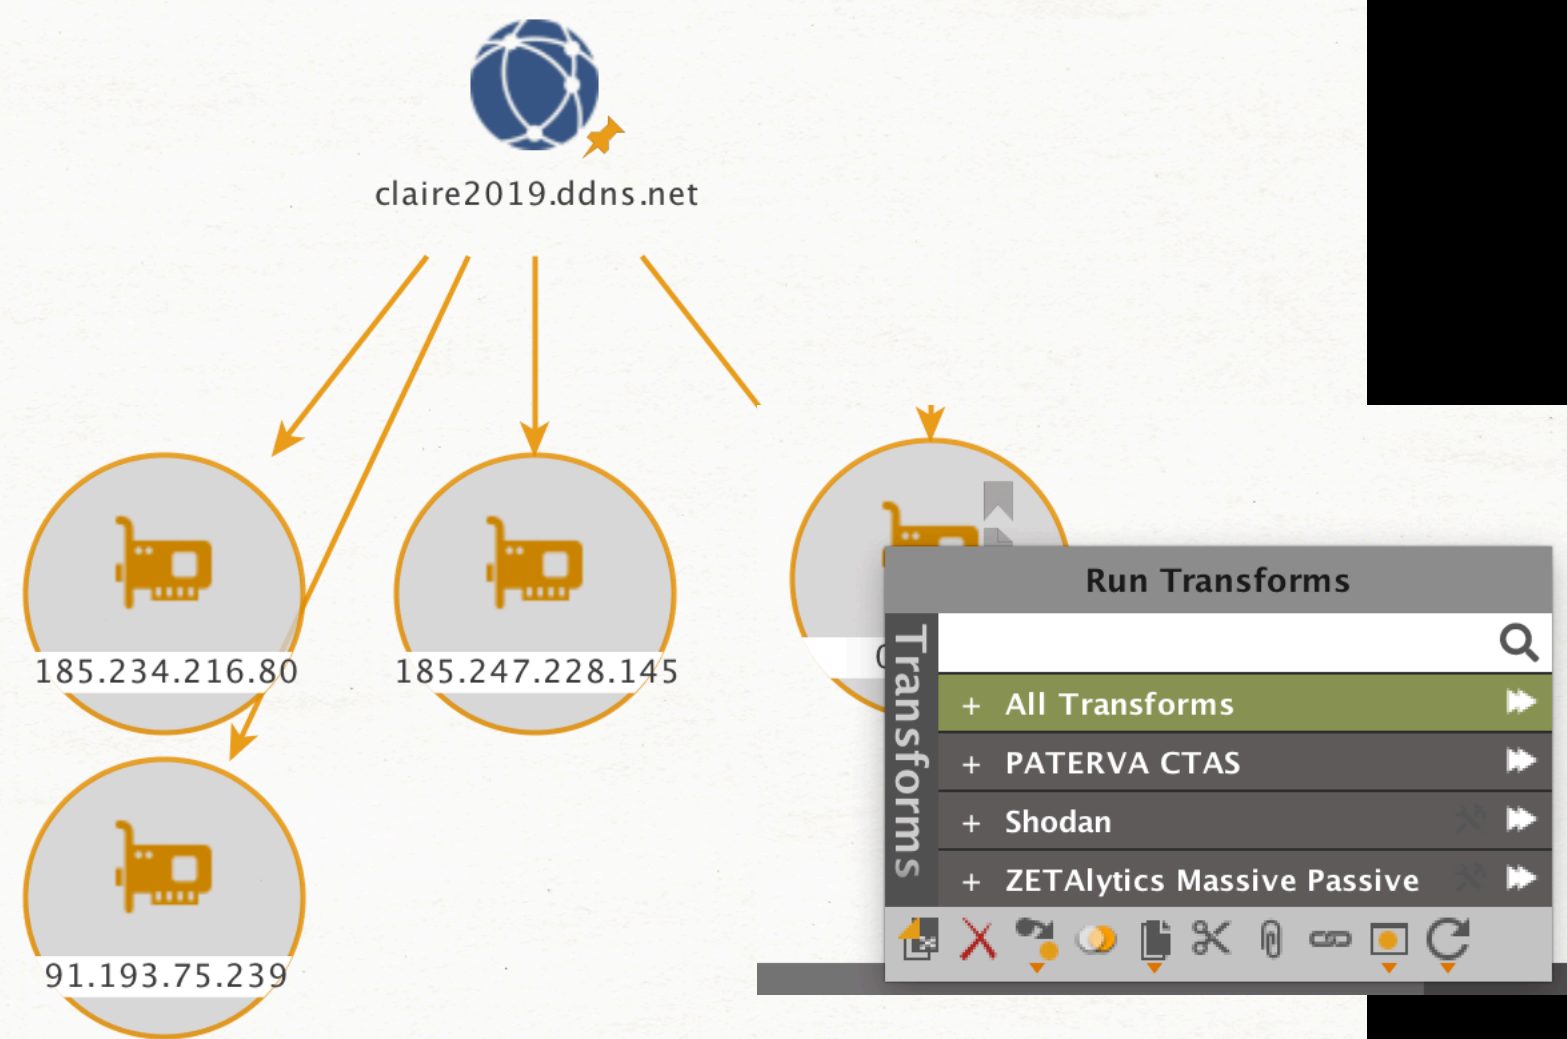 claire2019.ddns.net
185.234.216.80
185.247.228.145
91.193.75.239
Run Transforms
Transforms
+ All Transforms
+ PATERVA CTAS
+ Shodan
+ ZETAlytics Massive Passive